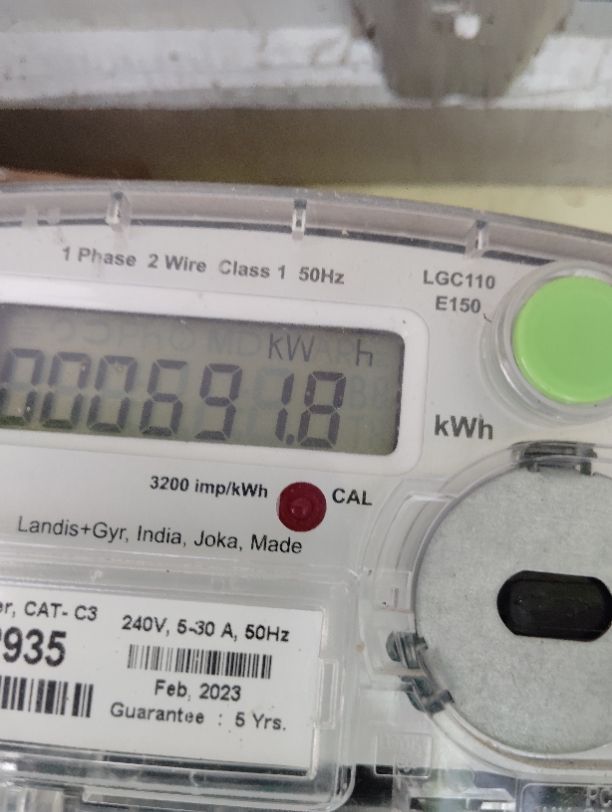 1 Phase 2 Wire Class 1 50Hz
LGC110
E150
kW h
000691.8
kWh
3200 imp/kWh
CAL
Landis+Gyr, India, Joka, Made
er, CAT- C3
935
240V, 5-30 A, 50Hz
Feb, 2023
Guarantee : 5 Yrs.